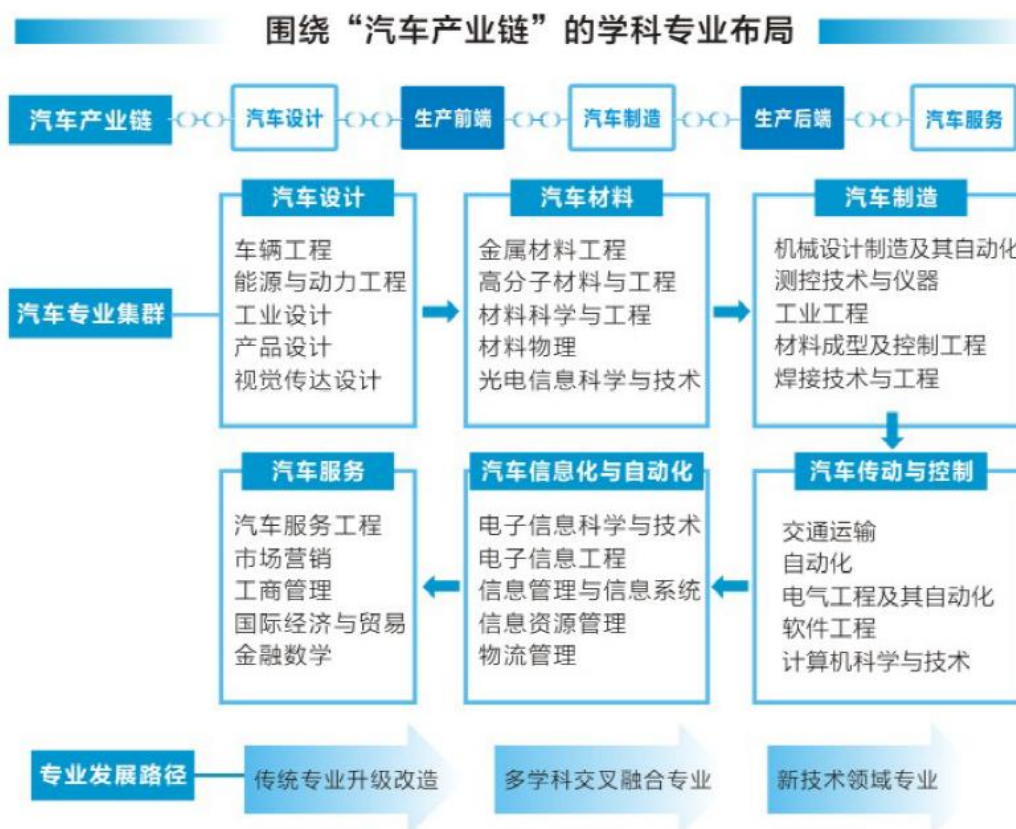 围绕“汽车产业链”的学科专业布局
汽车产业链 汽车设计 生产前端 汽车制造 生产后端 汽车服务
汽车专业集群
汽车设计
车辆工程
能源与动力工程
工业设计
产品设计
视觉传达设计
汽车材料
金属材料工程
高分子材料与工程
材料科学与工程
材料物理
光电信息科学与技术
汽车制造
机械设计制造及其自动化
测控技术与仪器
工业工程
材料成型及控制工程
焊接技术与工程
汽车传动与控制
交通运输
自动化
电气工程及其自动化
软件工程
计算机科学与技术
汽车信息化与自动化
电子信息科学与技术
电子信息工程
信息管理与信息系统
信息资源管理
物流管理
汽车服务
汽车服务工程
市场营销
工商管理
国际经济与贸易
金融数学
专业发展路径 传统专业升级改造 多学科交叉融合专业 新技术领域专业